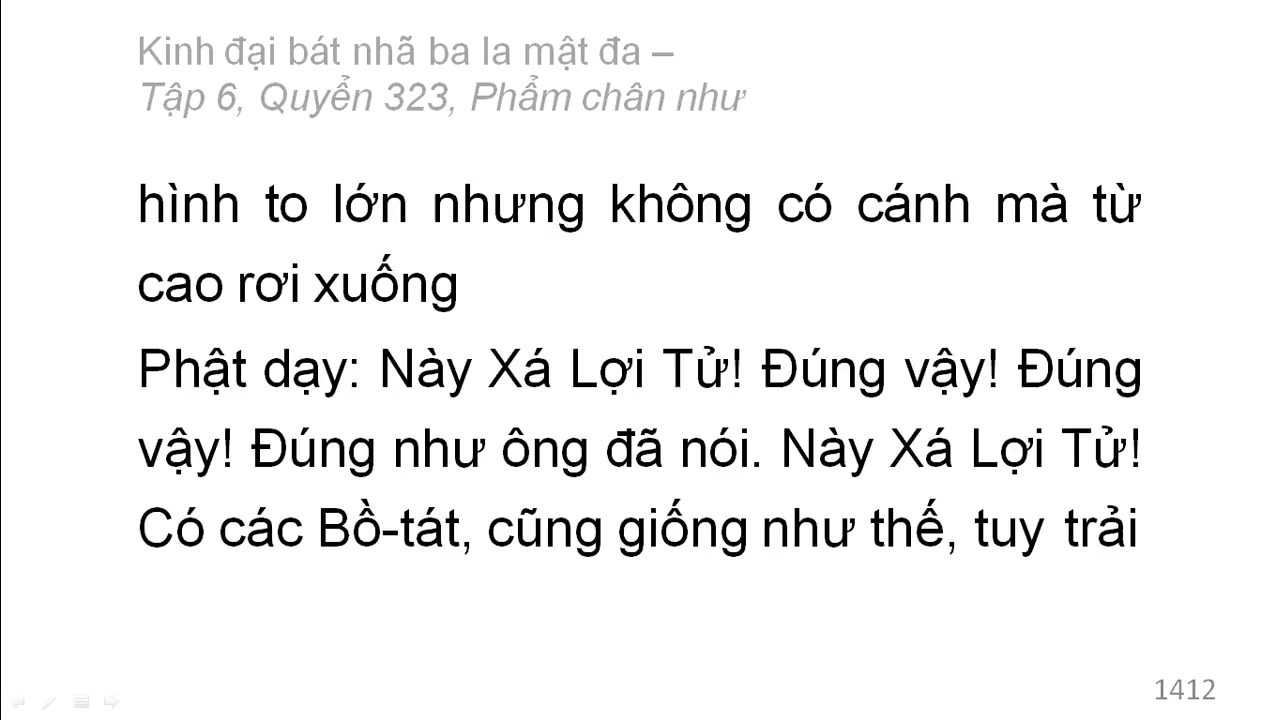 Kinh đại bát nhã ba la mật đa –
Tập 6, Quyển 323, Phẩm chân như
hình to lớn nhưng không có cánh mà từ
cao rơi xuống
Phật dạy: Này Xá Lợi Tử! Đúng vậy! Đúng
vậy! Đúng như ông đã nói. Này Xá Lợi Tử!
Có các Bồ-tát, cũng giống như thế, tuy trải
1412